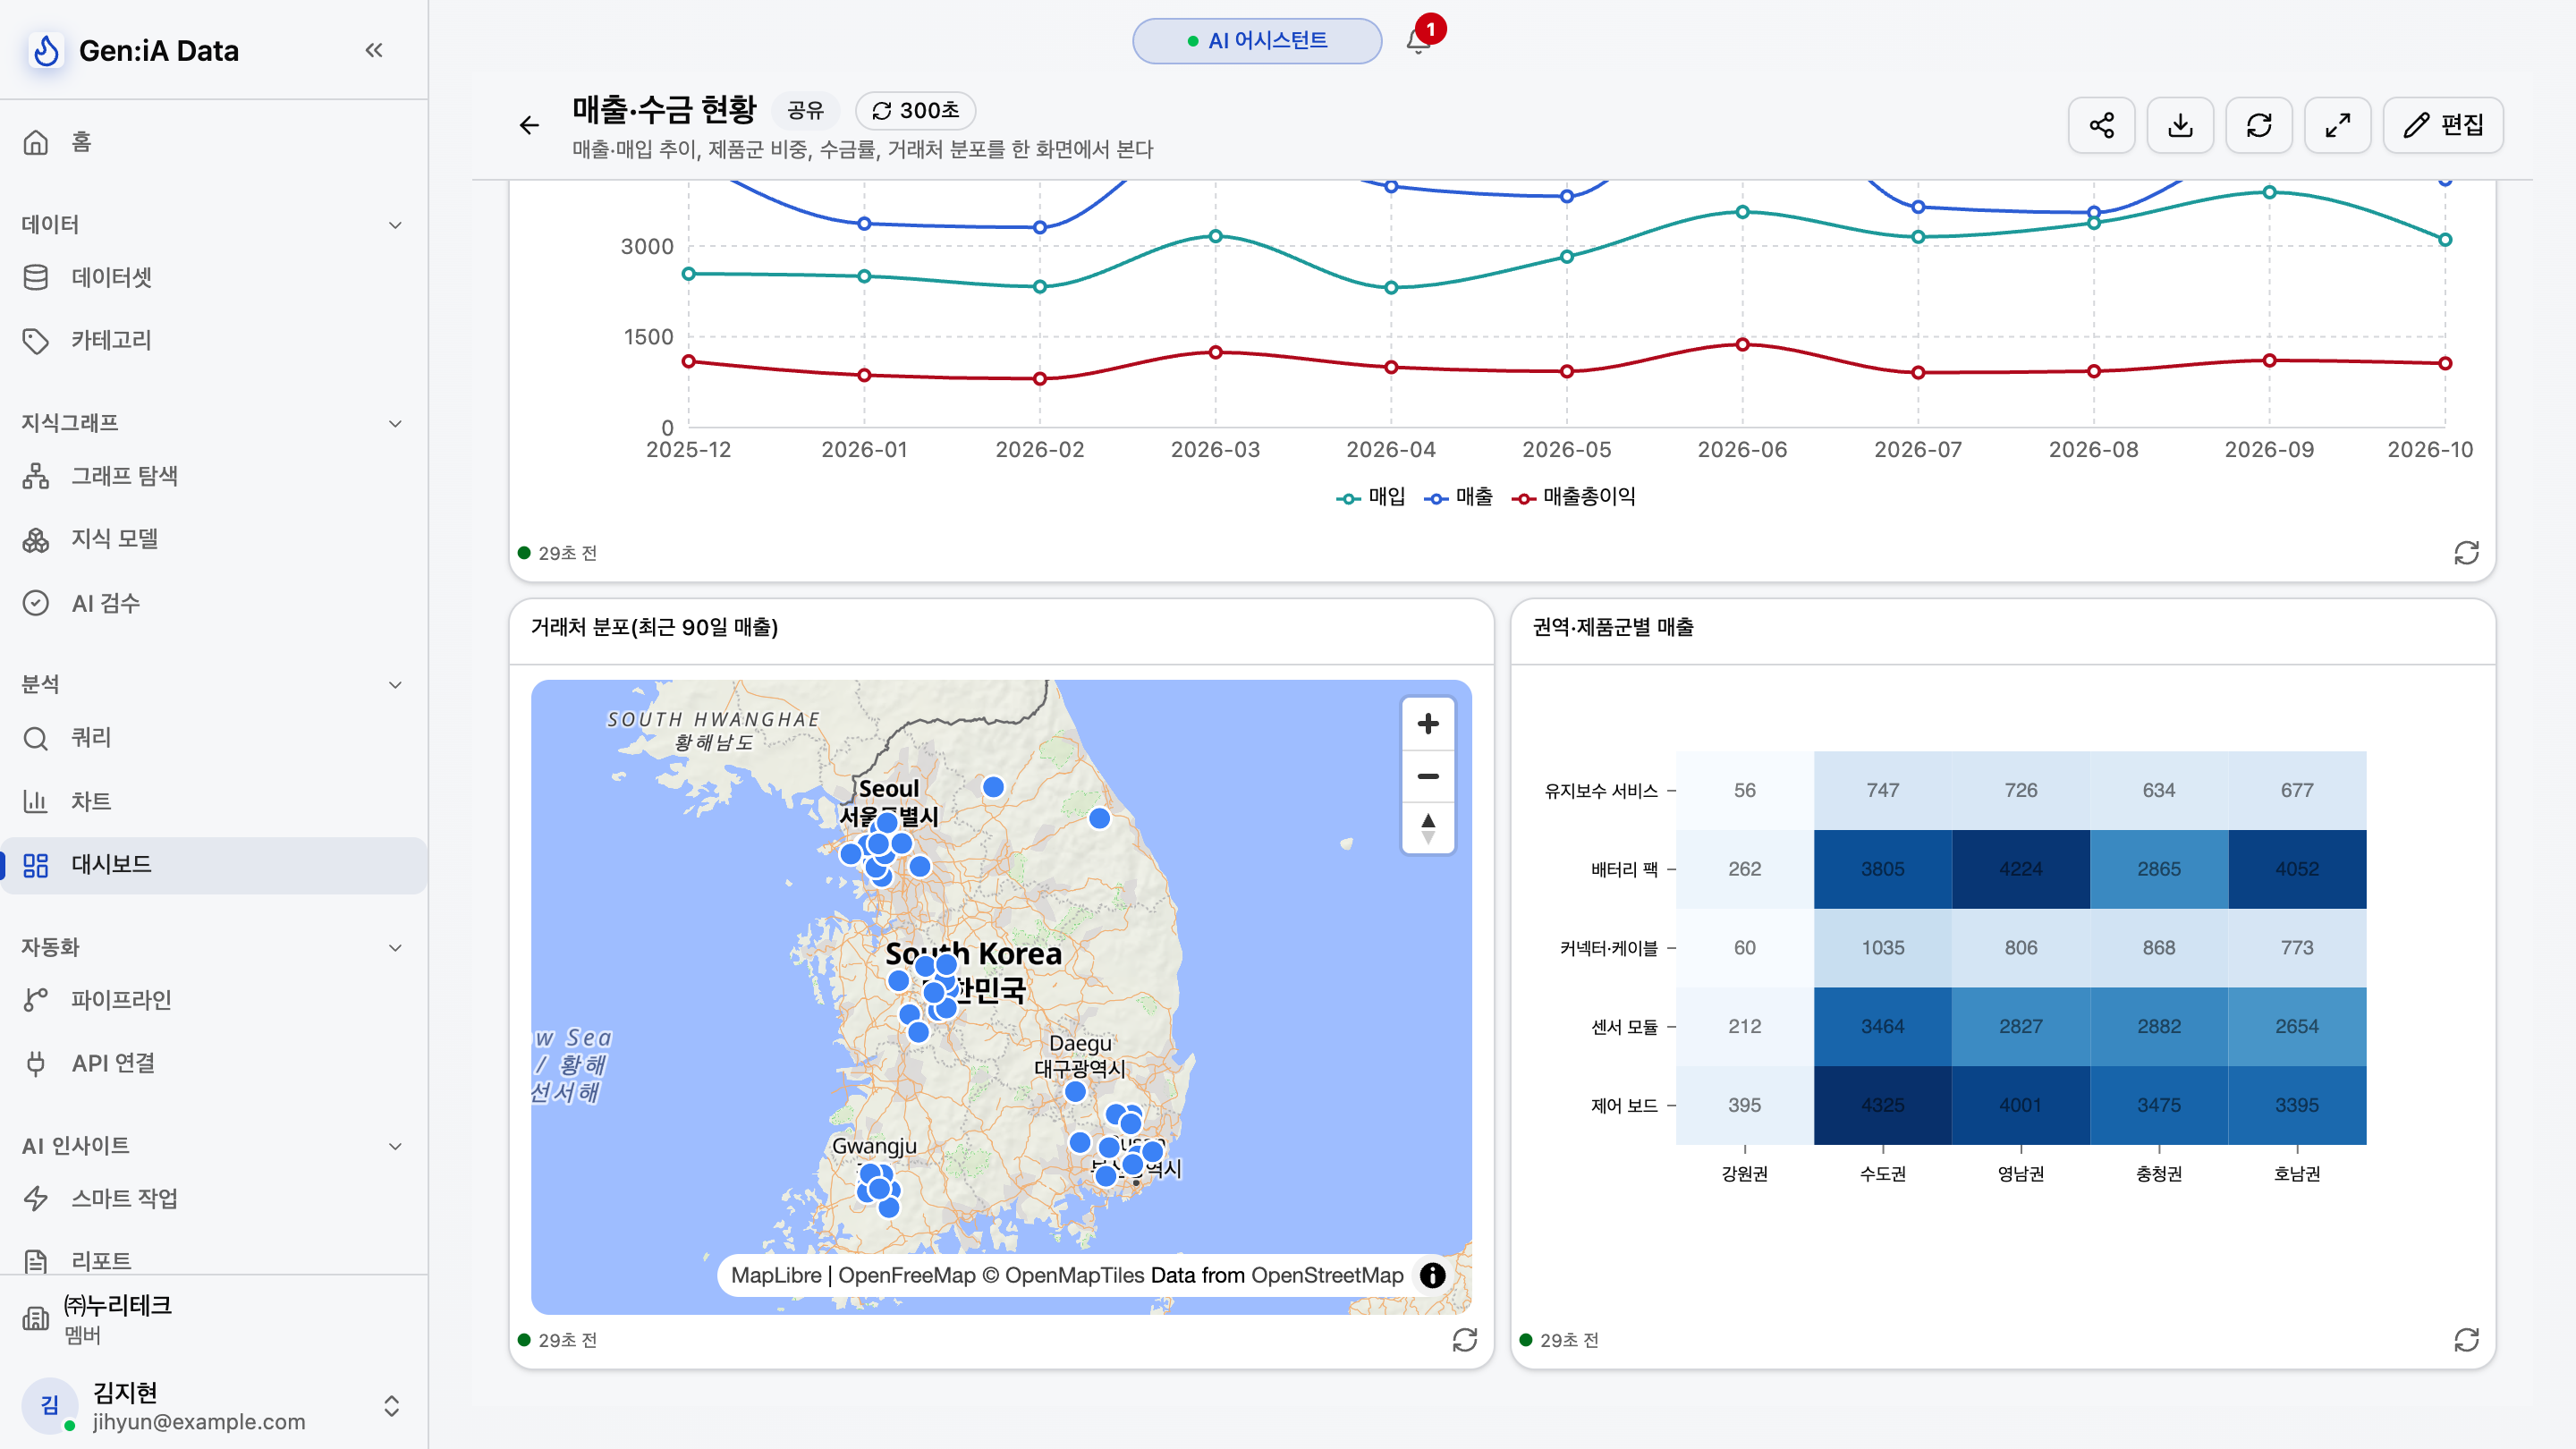 Gen:iA Data
홈
데이터
데이터셋
카테고리
지식그래프
그래프 탐색
지식 모델
AI 검수
분석
쿼리
차트
대시보드
자동화
파이프라인
API 연결
AI 인사이트
스마트 작업
리포트
㈜누리테크
멤버
김
김지현
jihyun@example.com
AI 어시스턴트
1
매출·수금 현황
공유
300초
매출·매입 추이, 제품군 비중, 수금률, 거래처 분포를 한 화면에서 본다
편집
3000
1500
0
2025-12 2026-01 2026-02 2026-03 2026-04 2026-05 2026-06 2026-07 2026-08 2026-09 2026-10
매입 매출 매출총이익
29초 전
거래처 분포(최근 90일 매출)
SOUTH HWANGHAE
황해남도
Seoul
South Korea
w Sea
/ 황해
선서해
Daegu
대구광역시
Gwangju
MapLibre | OpenFreeMap © OpenMapTiles Data from OpenStreetMap
29초 전
권역·제품군별 매출
유지보수 서비스 56 747 726 634 677
배터리 팩 262 3805 4224 2865 4052
커넥터·케이블 60 1035 806 868 773
센서 모듈 212 3464 2827 2882 2654
제어 보드 395 4325 4001 3475 3395
강원권 수도권 영남권 충청권 호남권
29초 전